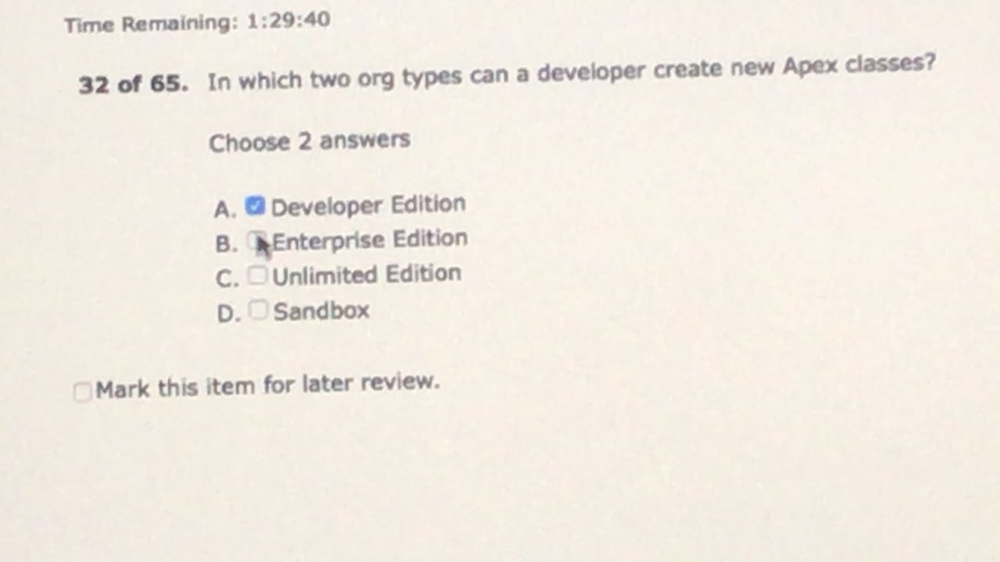 Time Remaining: 1:29:40
32 of 65. In which two org types can a developer create new Apex classes?
Choose 2 answers
A. Developer Edition
B. Enterprise Edition
C. Unlimited Edition
D. Sandbox
Mark this item for later review.